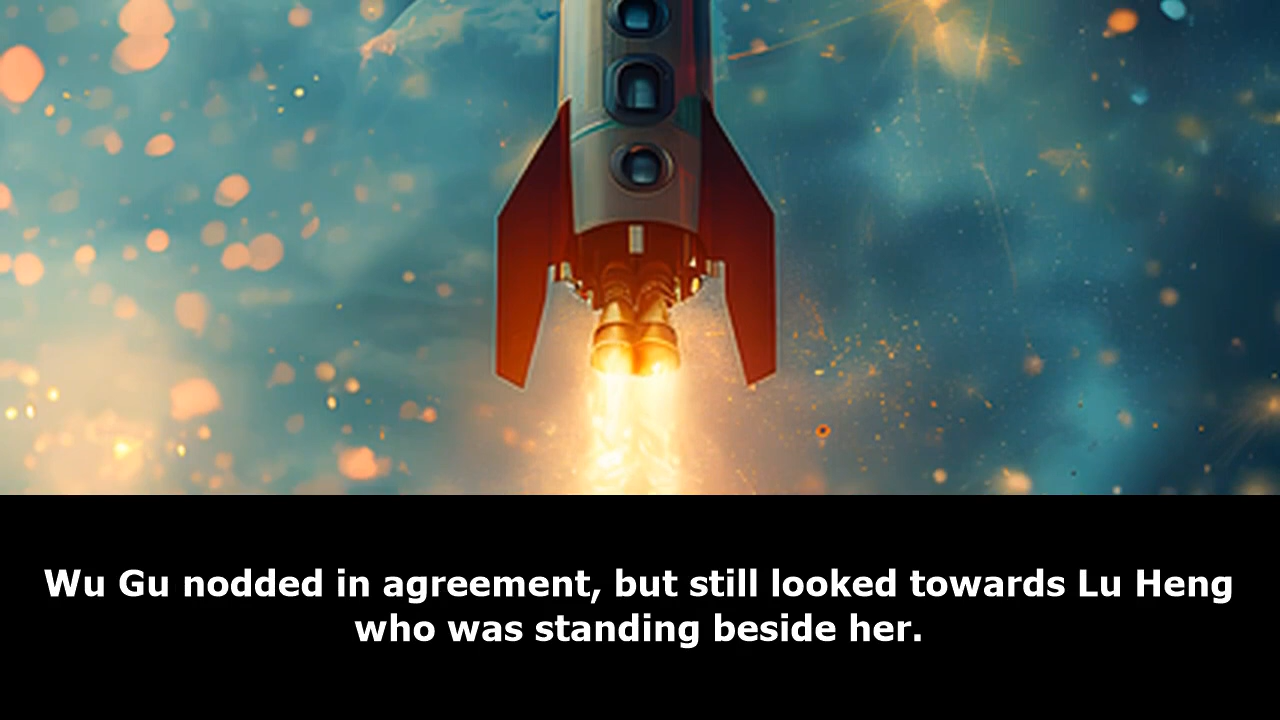 Wu Gu nodded in agreement, but still looked towards Lu Heng
who was standing beside her.